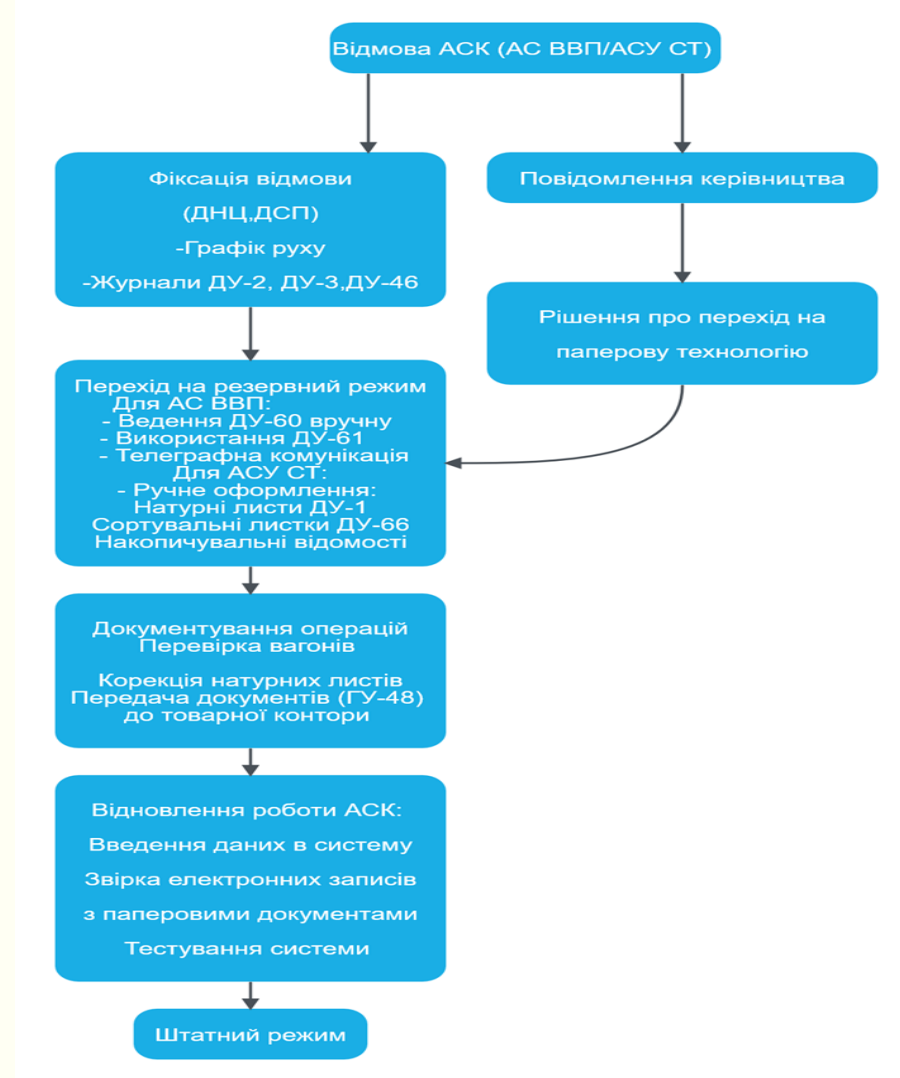 Відмова АСК (АС ВВП/АСУ СТ)
Фіксація відмови
(ДНЦ,ДСП)
-Графік руху
-Журнали ДУ-2, ДУ-3,ДУ-46
Повідомлення керівництва
Рішення про перехід на
паперову технологію
Перехід на резервний режим
Для АС ВВП:
- Ведення ДУ-60 вручну
- Використання ДУ-61
- Телеграфна комунікація
Для АСУ СТ:
- Ручне оформлення:
Натурні листи ДУ-1
Сортувальні листки ДУ-66
Накопичувальні відомості
Документування операцій
Перевірка вагонів
Корекція натурних листів
Передача документів (ГУ-48)
до товарної контори
Відновлення роботи АСК:
Введення даних в систему
Звірка електронних записів
з паперовими документами
Тестування системи
Штатний режим